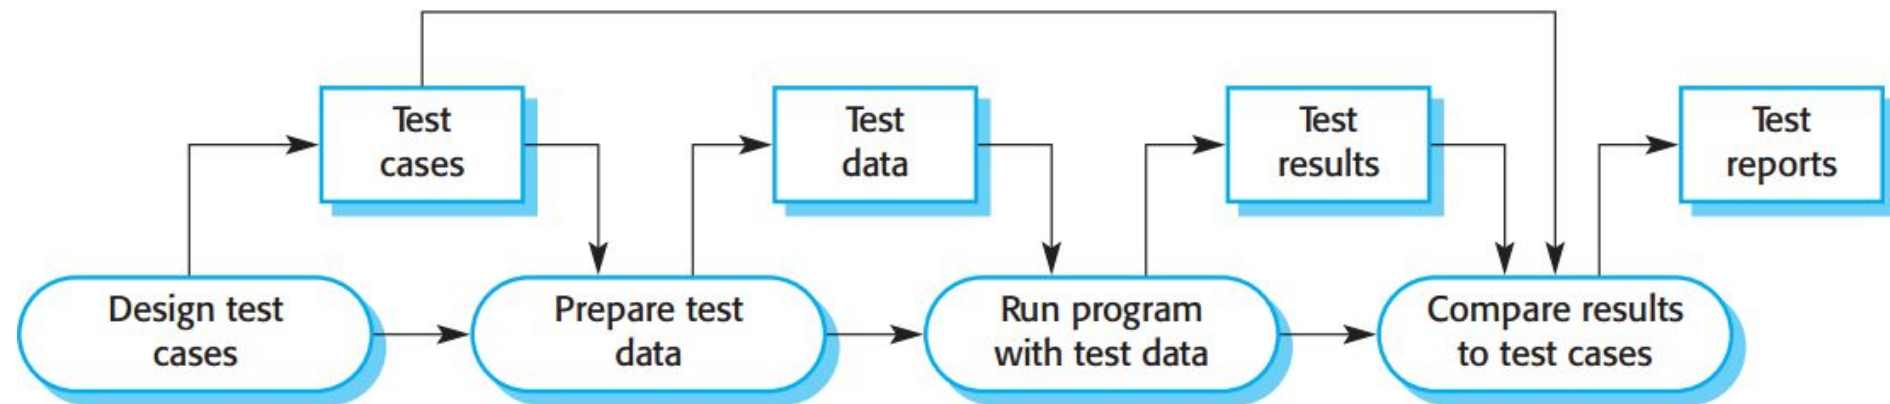 Test
cases
Test
data
Test
results
Test
reports
Design test
cases
Prepare test
data
Run program
with test data
Compare results
to test cases